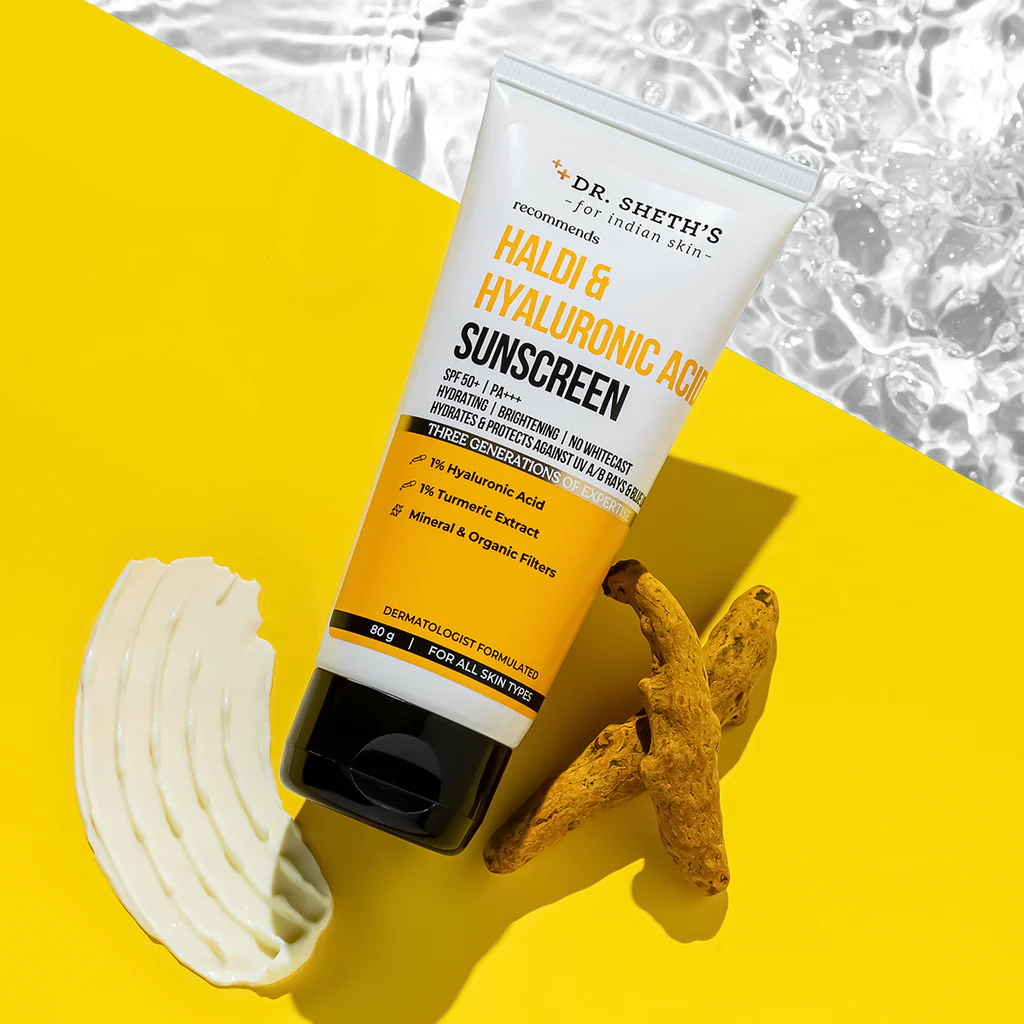 DR. SHETH'S
-for indian skin-
recommends
HALDI &
HYALURONIC ACID
SUNSCREEN
SPF 50+ | PA+++
HYDRATING | BRIGHTENING | NO WHITECAST
HYDRATES & PROTECTS AGAINST UV A/B RAYS &
THREE GENERATIONS OF EXPERTISE
1% Hyaluronic Acid
1% Turmeric Extract
Mineral & Organic Filters
DERMATOLOGIST FORMULATED
80 g | FOR ALL SKIN TYPES